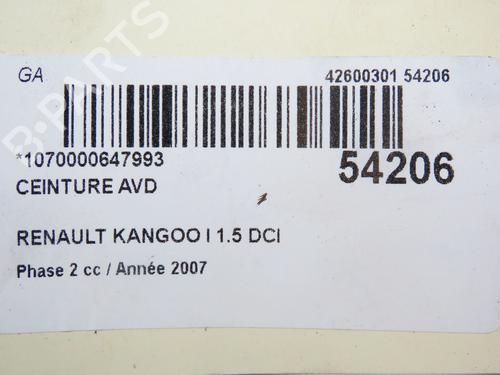 GA
42600301 54206
*1070000647993
54206
CEINTURE AVD
RENAULT KANGOO I 1.5 DCI
Phase 2 cc / Année 2007
B-PARTS